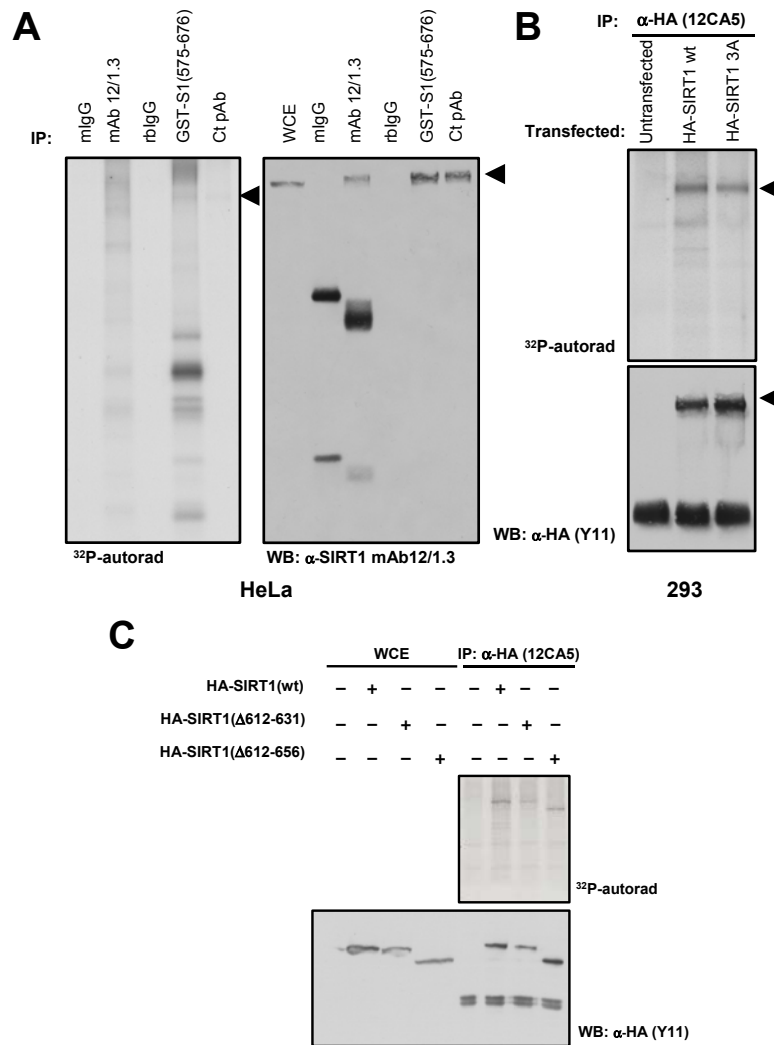 A
IP:
mIgG
mAb 12/1.3
rbIgG
GST-S1(575-676)
Ct pAb
WCE
mIgG
mAb 12/1.3
rbIgG
GST-S1(575-676)
Ct pAb
32P-autorad
WB: α-SIRT1 mAb12/1.3
HeLa
B
IP: α-HA (12CA5)
Transfected:
Untransfected
HA-SIRT1 wt
HA-SIRT1 3A
32P-autorad
WB: α-HA (Y11)
293
C
WCE IP: α-HA (12CA5)
HA-SIRT1(wt) – + – – – + – –
HA-SIRT1(Δ612-631) – – + – – – + –
HA-SIRT1(Δ612-656) – – – + – – – +
32P-autorad
WB: α-HA (Y11)